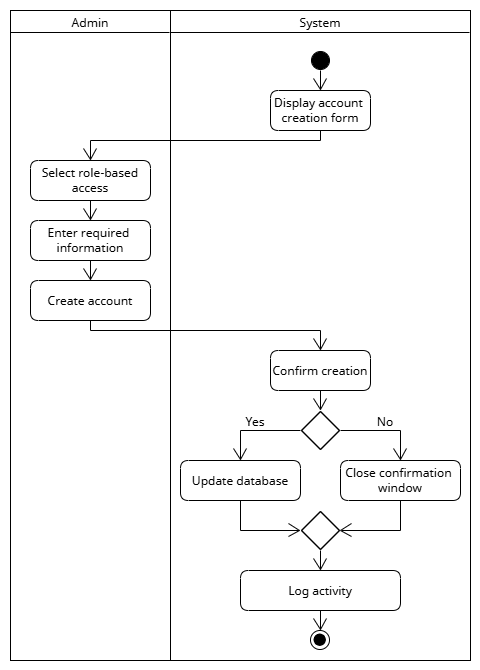 Admin
System
Display account
creation form
Select role-based
access
Enter required
information
Create account
Confirm creation
Yes
No
Update database
Close confirmation
window
Log activity